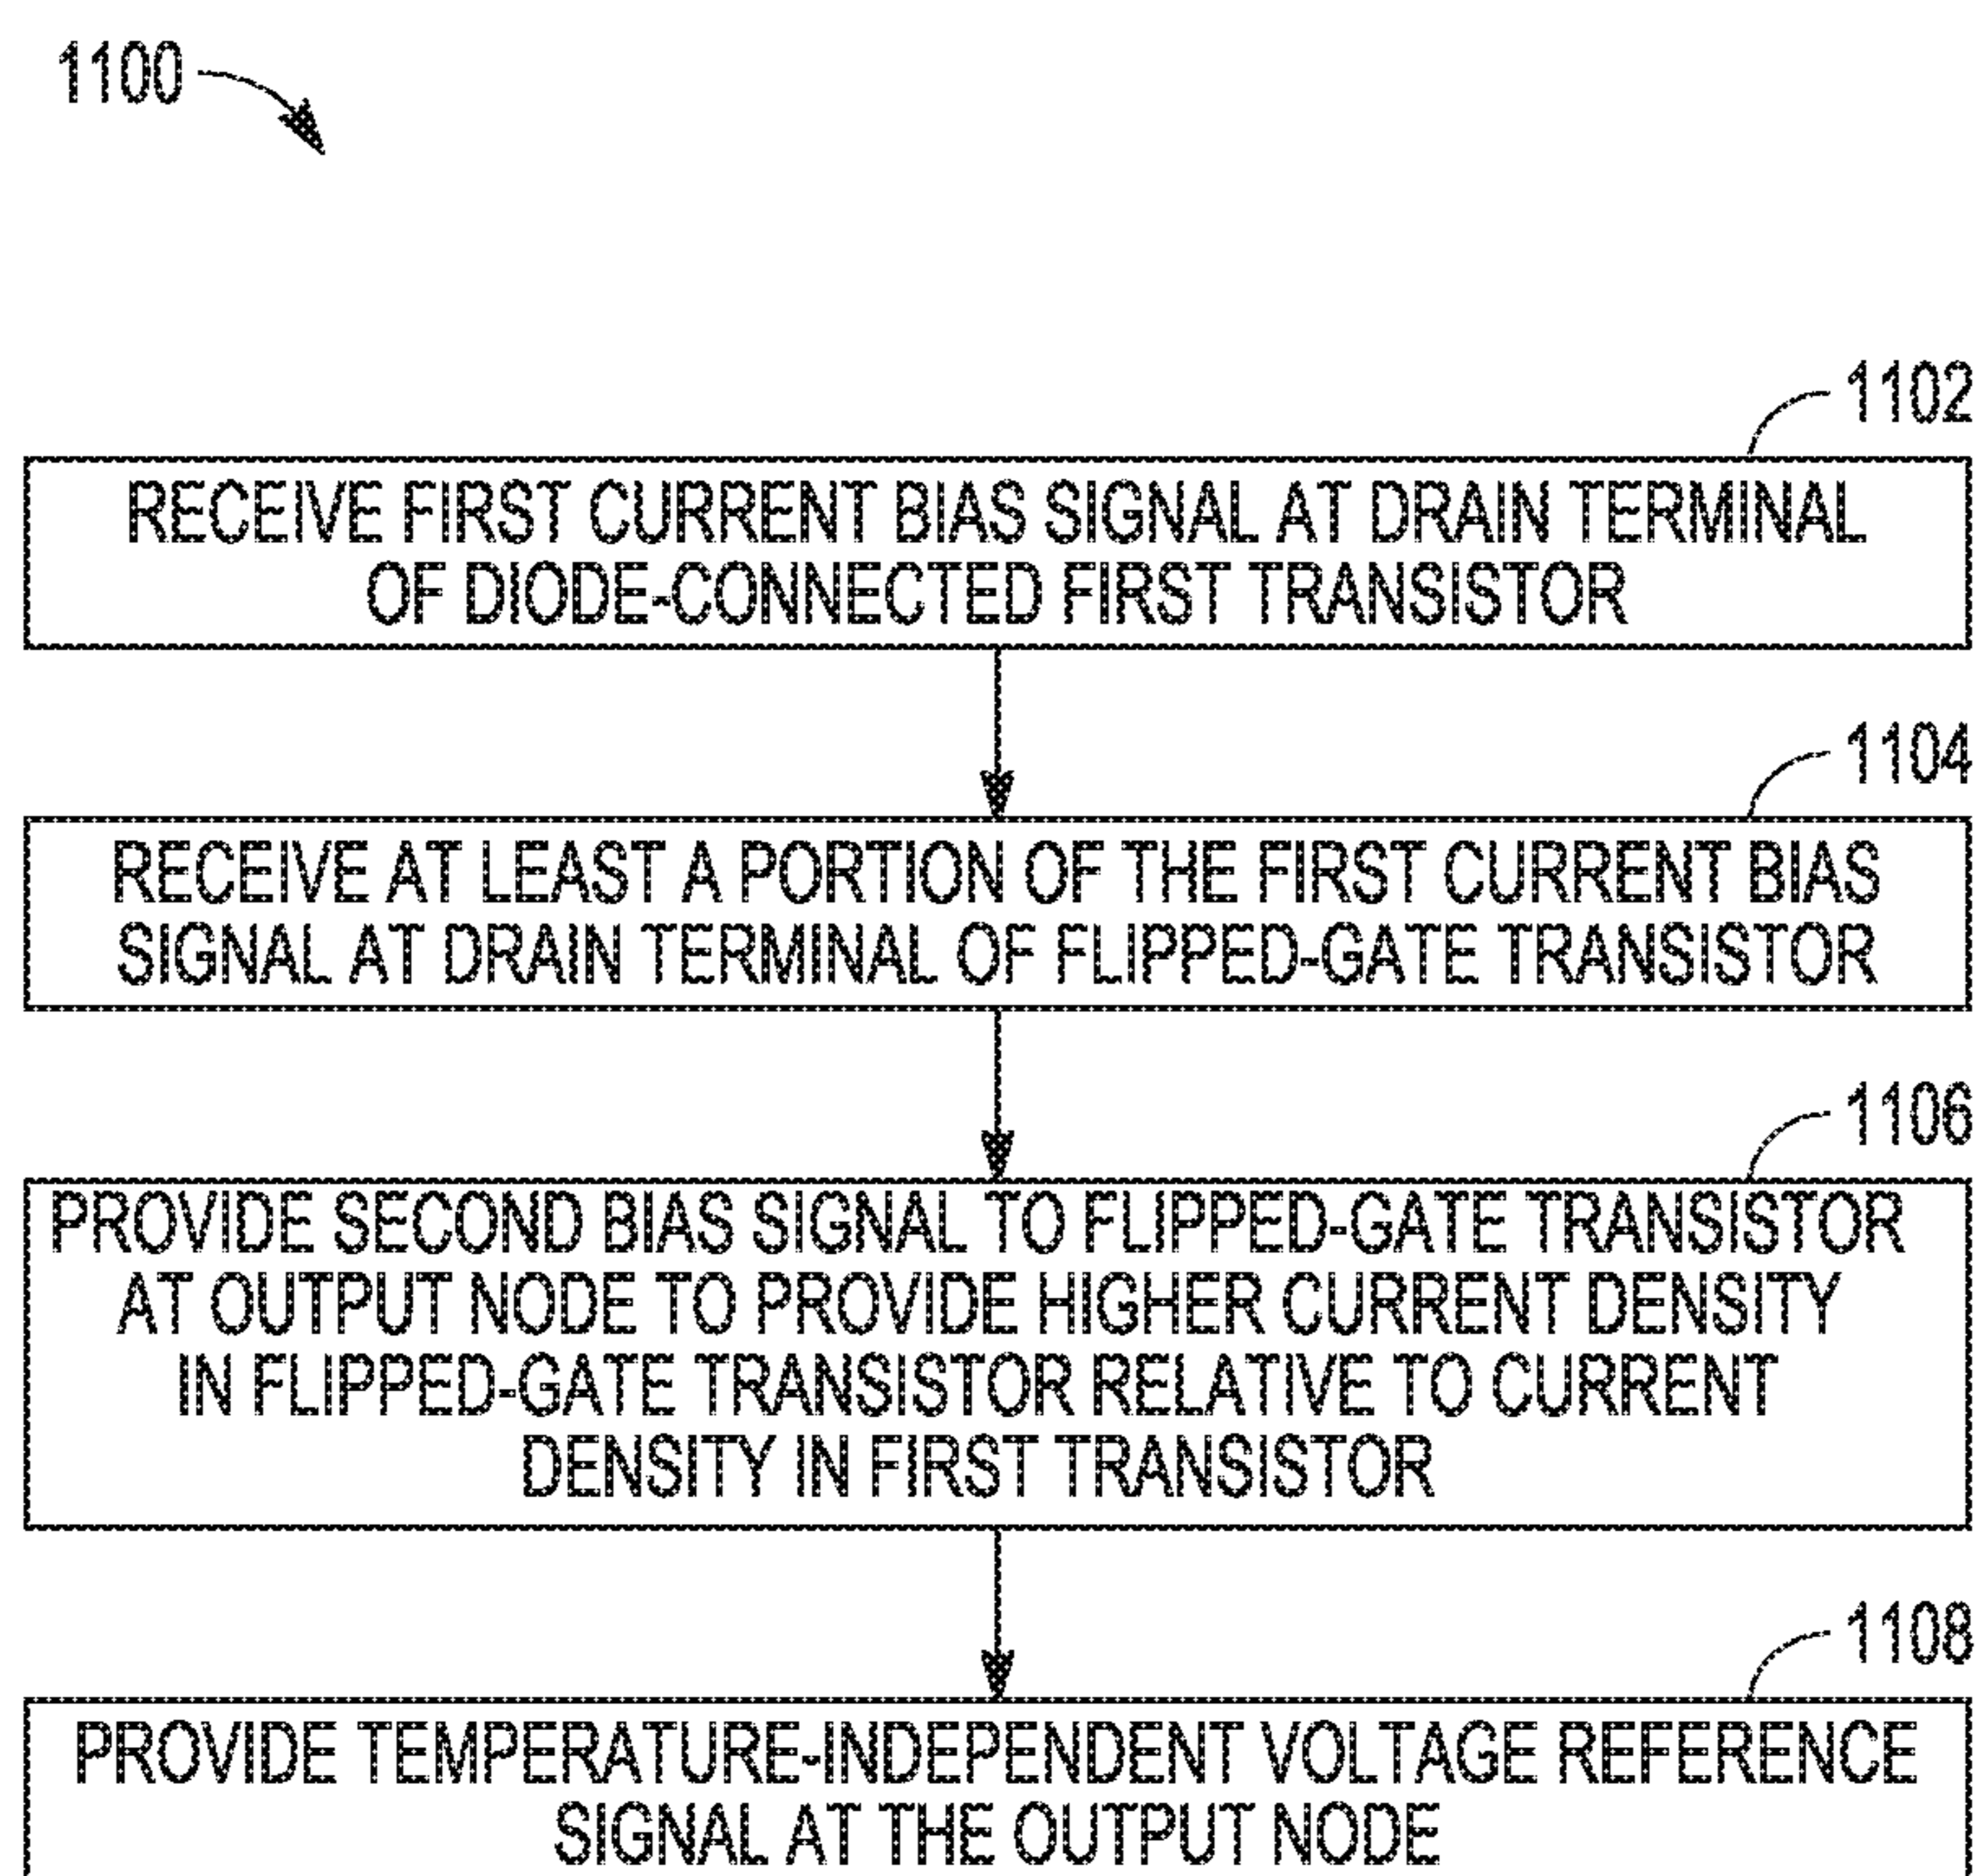 1100
1102
RECEIVE FIRST CURRENT BIAS SIGNAL AT DRAIN TERMINAL
OF DIODE-CONNECTED FIRST TRANSISTOR
1104
RECEIVE AT LEAST A PORTION OF THE FIRST CURRENT BIAS
SIGNAL AT DRAIN TERMINAL OF FLIPPED-GATE TRANSISTOR
1106
PROVIDE SECOND BIAS SIGNAL TO FLIPPED-GATE TRANSISTOR
AT OUTPUT NODE TO PROVIDE HIGHER CURRENT DENSITY
IN FLIPPED-GATE TRANSISTOR RELATIVE TO CURRENT
DENSITY IN FIRST TRANSISTOR
1108
PROVIDE TEMPERATURE-INDEPENDENT VOLTAGE REFERENCE
SIGNAL AT THE OUTPUT NODE